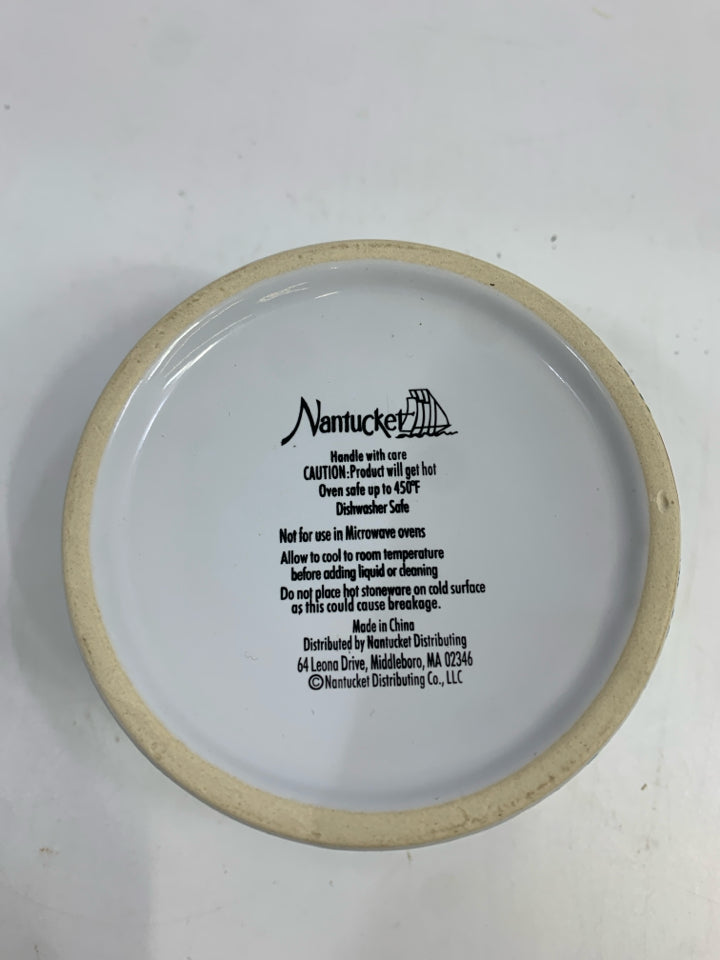 Nantucket
Handle with care
CAUTION:Product will get hot
Oven safe up to 450°F
Dishwasher Safe
Not for use in Microwave ovens
Allow to cool to room temperature
before adding liquid or cleaning
Do not place hot stoneware on cold surface
as this could cause breakage.
Made in China
Distributed by Nantucket Distributing
64 Leona Drive, Middleboro, MA 02346
©Nantucket Distributing Co., LLC